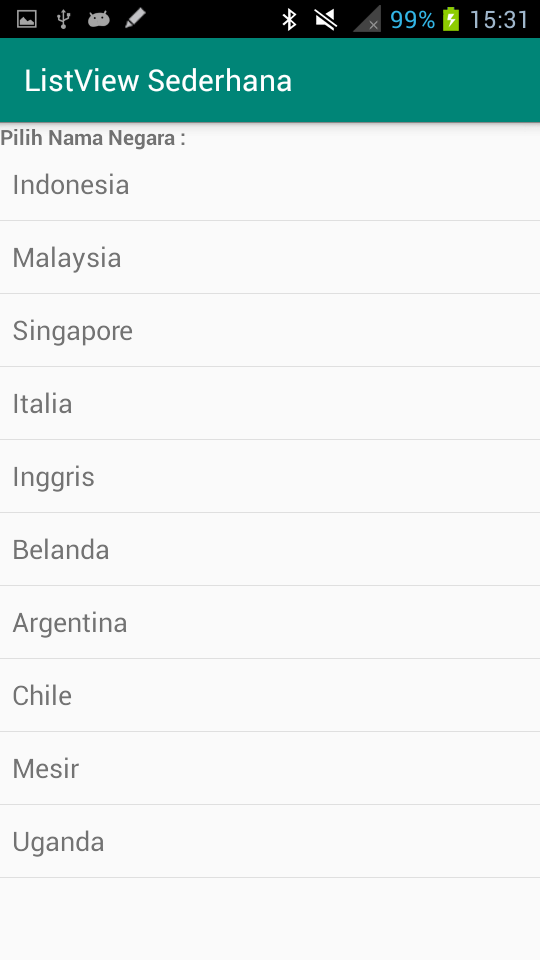 99% 15:31
ListView Sederhana
Pilih Nama Negara :
Indonesia
Malaysia
Singapore
Italia
Inggris
Belanda
Argentina
Chile
Mesir
Uganda